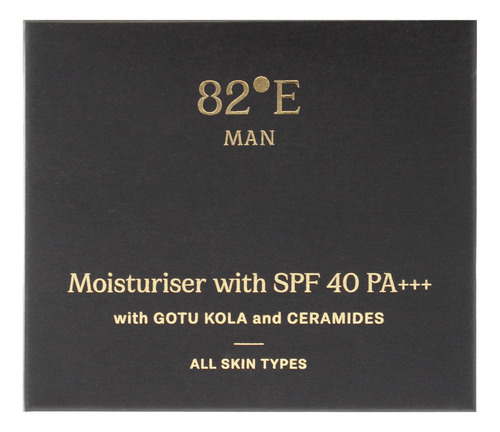 82°E
MAN
Moisturiser with SPF 40 PA+++
with GOTU KOLA and CERAMIDES
ALL SKIN TYPES